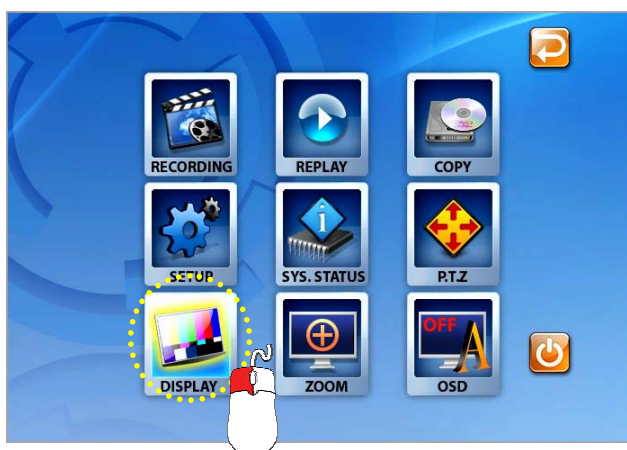 RECORDING
REPLAY
COPY
SETUP
SYS. STATUS
P.T.Z
DISPLAY
ZOOM
OFF A
OSD